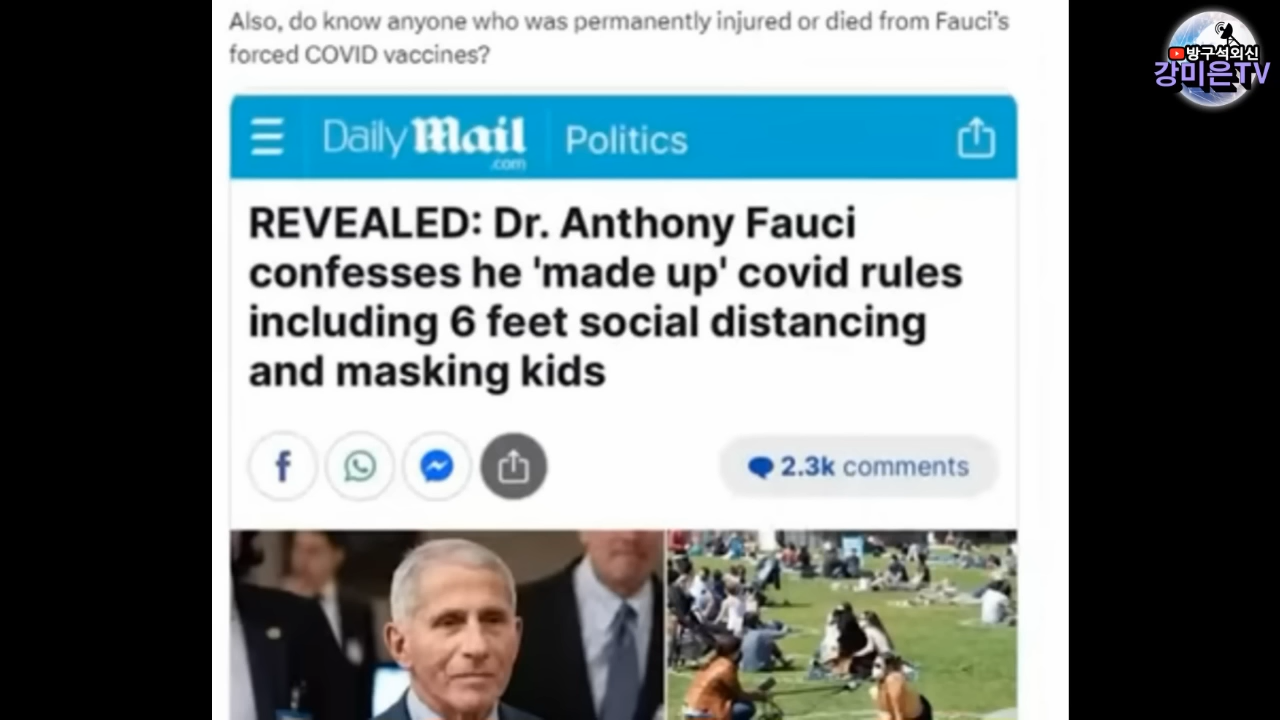 Also, do know anyone who was permanently injured or died from Fauci's
forced COVID vaccines?
방구석외신
강미은TV
Daily Mail
.com
Politics
REVEALED: Dr. Anthony Fauci
confesses he 'made up' covid rules
including 6 feet social distancing
and masking kids
2.3k comments